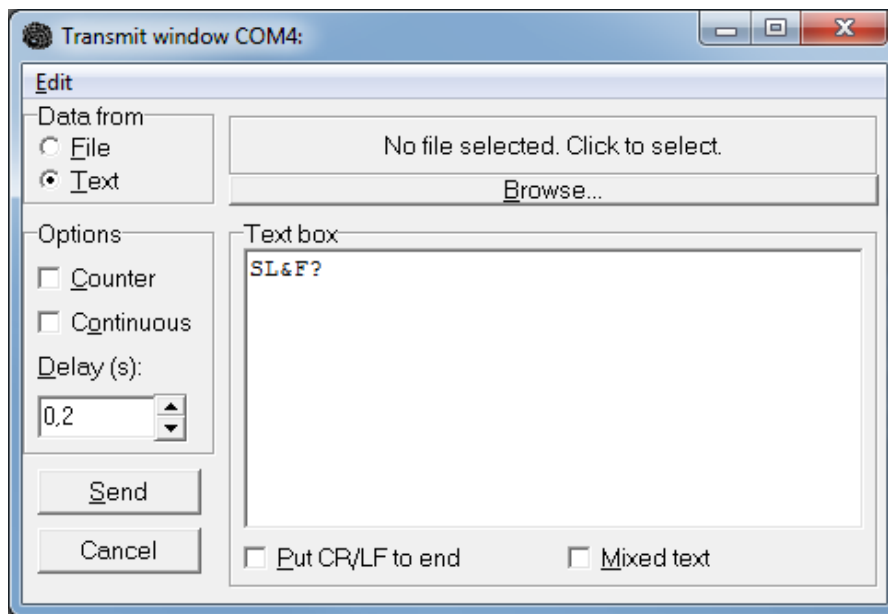 Transmit window COM4:
Edit
Data from
File
Text
No file selected. Click to select.
Browse...
Options
Counter
Continuous
Delay (s):
0,2
Send
Cancel
Text box
SL&F?
Put CR/LF to end
Mixed text